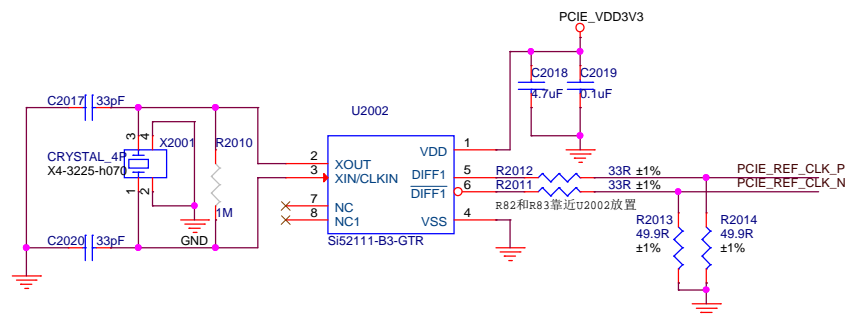 PCIE_VDD3V3
C2018
4.7uF
C2019
0.1uF
C2017
33pF
U2002
3
4
X2001
CRYSTAL_4P
X4-3225-h070
1
2
R2010
1M
GND
C2020
33pF
2
XOUT
3
XIN/CLKIN
7
NC
8
NC1
VDD
1
DIFF1
5
DIFF1
6
VSS
4
Si52111-B3-GTR
R2012
33R
±1%
PCIE_REF_CLK_P
R2011
33R
±1%
PCIE_REF_CLK_N
R82和R83靠近U2002放置
R2013
49.9R
±1%
R2014
49.9R
±1%